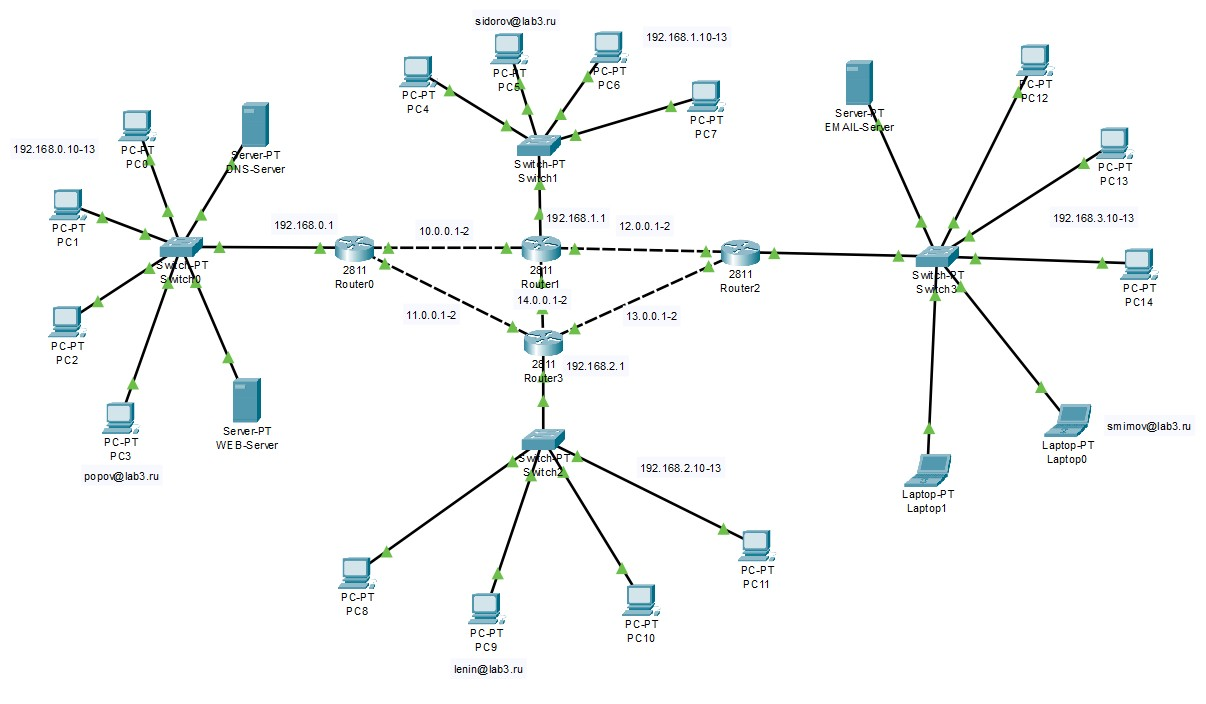 sidorov@lab3.ru
192.168.1.10-13
PC-PT
PC4
PC-PT
PC5
PC-PT
PC6
PC-PT
PC7
Switch-PT
Switch1
192.168.1.1
192.168.0.10-13
PC-PT
PC0
Server-PT
DNS-Server
PC-PT
PC1
Switch-PT
Switch0
PC-PT
PC2
PC-PT
PC3
popov@lab3.ru
Server-PT
WEB-Server
192.168.0.1
10.0.0.1-2
12.0.0.1-2
2811
Router0
2811
Router1
2811
Router2
11.0.0.1-2
14.0.0.1-2
13.0.0.1-2
2811
Router3
192.168.2.1
Switch-PT
Switch2
192.168.2.10-13
PC-PT
PC8
PC-PT
PC9
lenin@lab3.ru
PC-PT
PC10
PC-PT
PC11
Server-PT
EMAIL-Server
PC-PT
PC12
PC-PT
PC13
192.168.3.10-13
PC-PT
PC14
Switch-PT
Switch3
Laptop-PT
Laptop0
smirnov@lab3.ru
Laptop-PT
Laptop1